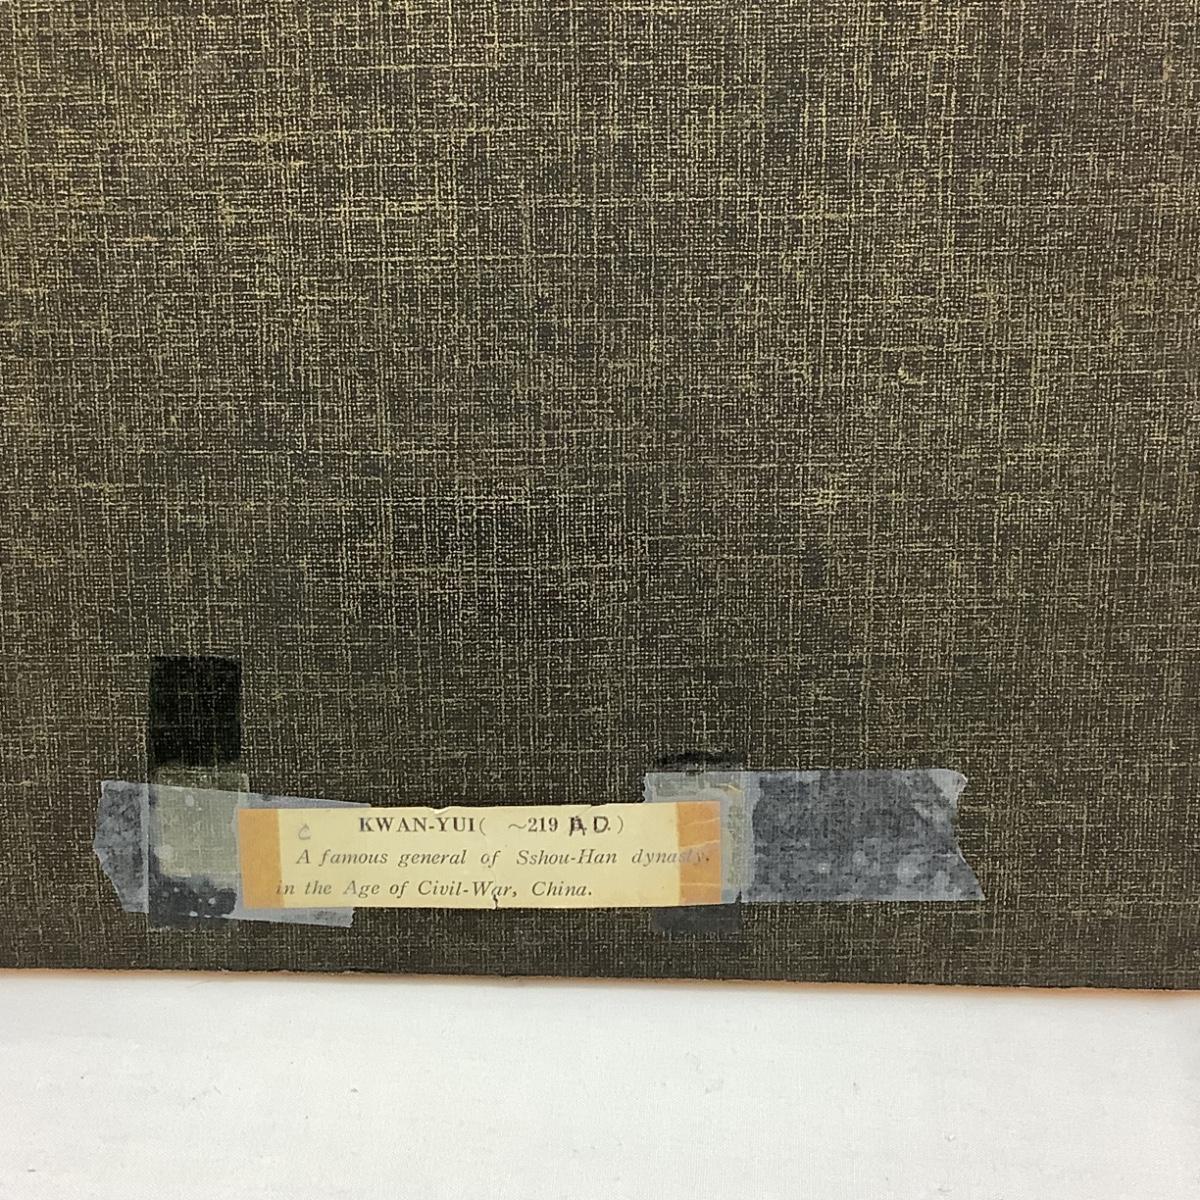 C KWAN-YUI( ~219 A.D.)
A famous general of Sshou-Han dynasty.
in the Age of Civil-War, China.